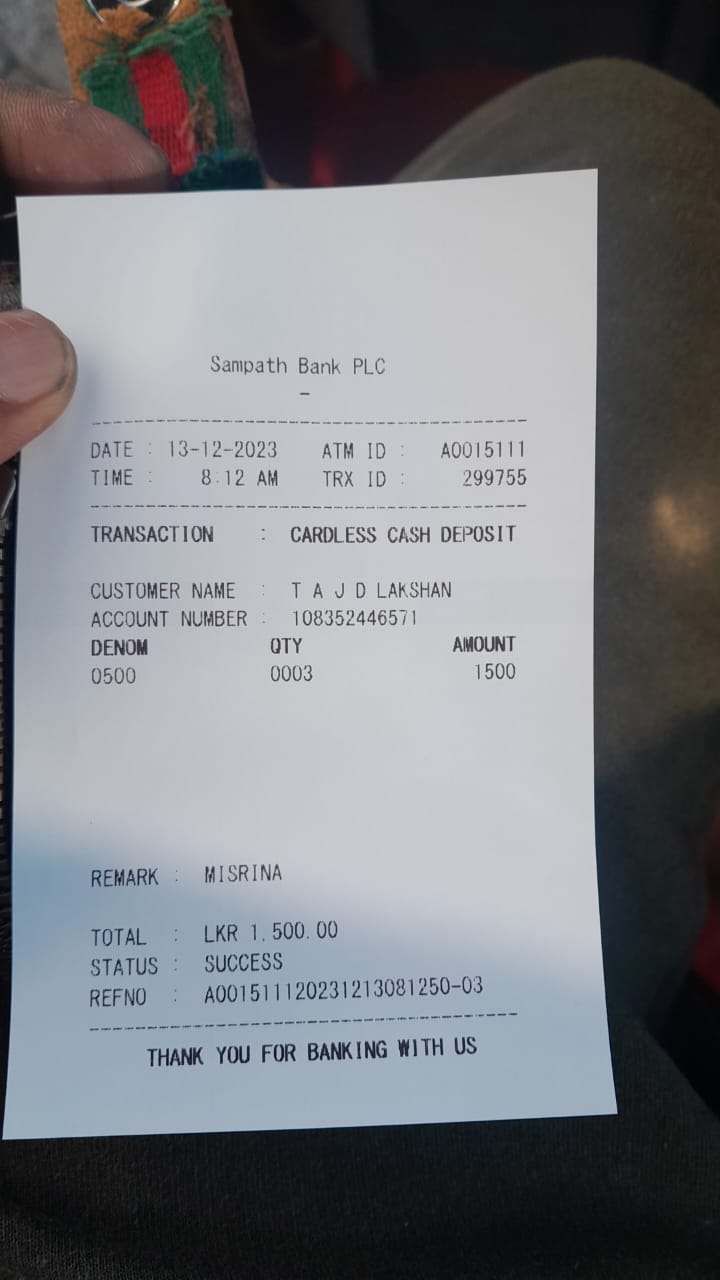 Sampath Bank PLC
-
DATE : 13-12-2023 ATM ID : A0015111
TIME : 8:12 AM TRX ID : 299755
TRANSACTION : CARDLESS CASH DEPOSIT
CUSTOMER NAME : T A J D LAKSHAN
ACCOUNT NUMBER : 108352446571
DENOM QTY AMOUNT
0500 0003 1500
REMARK : MISRINA
TOTAL : LKR 1,500.00
STATUS : SUCCESS
REFNO : A001511120231213081250-03
THANK YOU FOR BANKING WITH US